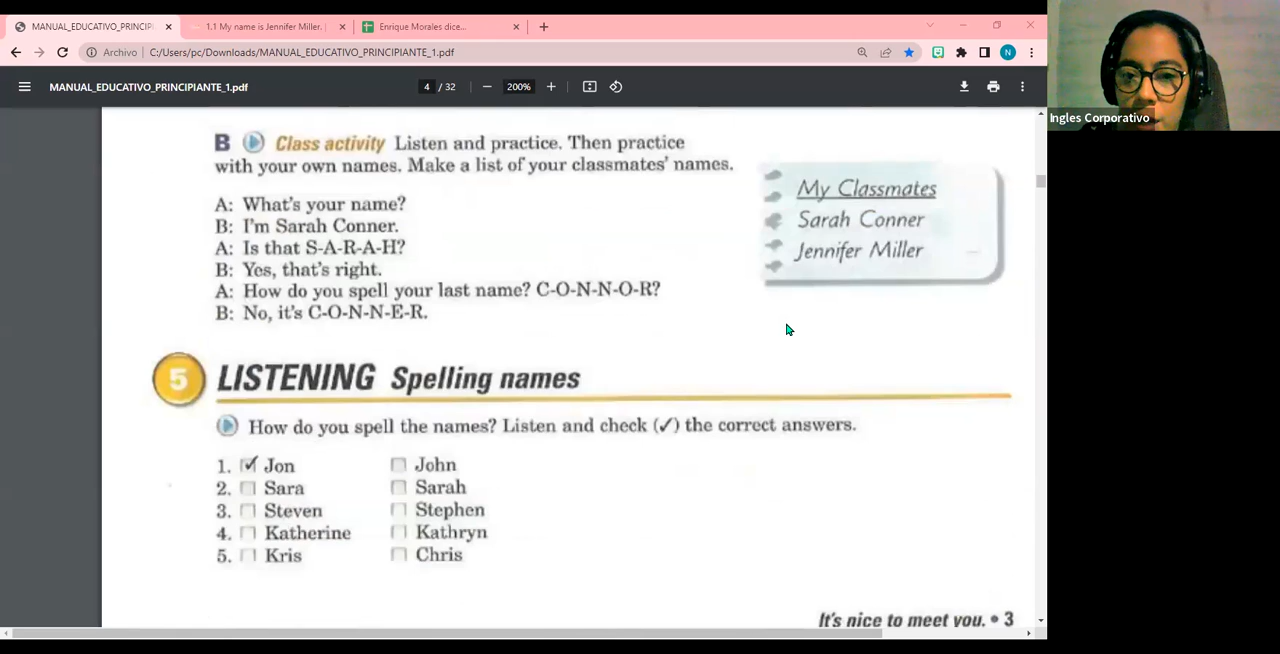 MANUAL_EDUCATIVO_PRINCIPI
1.1 My name is Jennifer Miller. |
Enrique Morales dice...
Archivo
C:/Users/pc/Downloads/MANUAL_EDUCATIVO_PRINCIPIANTE_1.pdf
N
MANUAL_EDUCATIVO_PRINCIPIANTE_1.pdf
4 / 32
200%
Ingles Corporativo
B Class activity Listen and practice. Then practice
with your own names. Make a list of your classmates' names.
A: What's your name?
B: I'm Sarah Conner.
A: Is that S-A-R-A-H?
B: Yes, that's right.
A: How do you spell your last name? C-O-N-N-O-R?
B: No, it's C-O-N-N-E-R.
My Classmates
Sarah Conner
Jennifer Miller
5 LISTENING Spelling names
How do you spell the names? Listen and check (✓) the correct answers.
1. ✓ Jon John
2. Sara Sarah
3. Steven Stephen
4. Katherine Kathryn
5. Kris Chris
It's nice to meet you. • 3